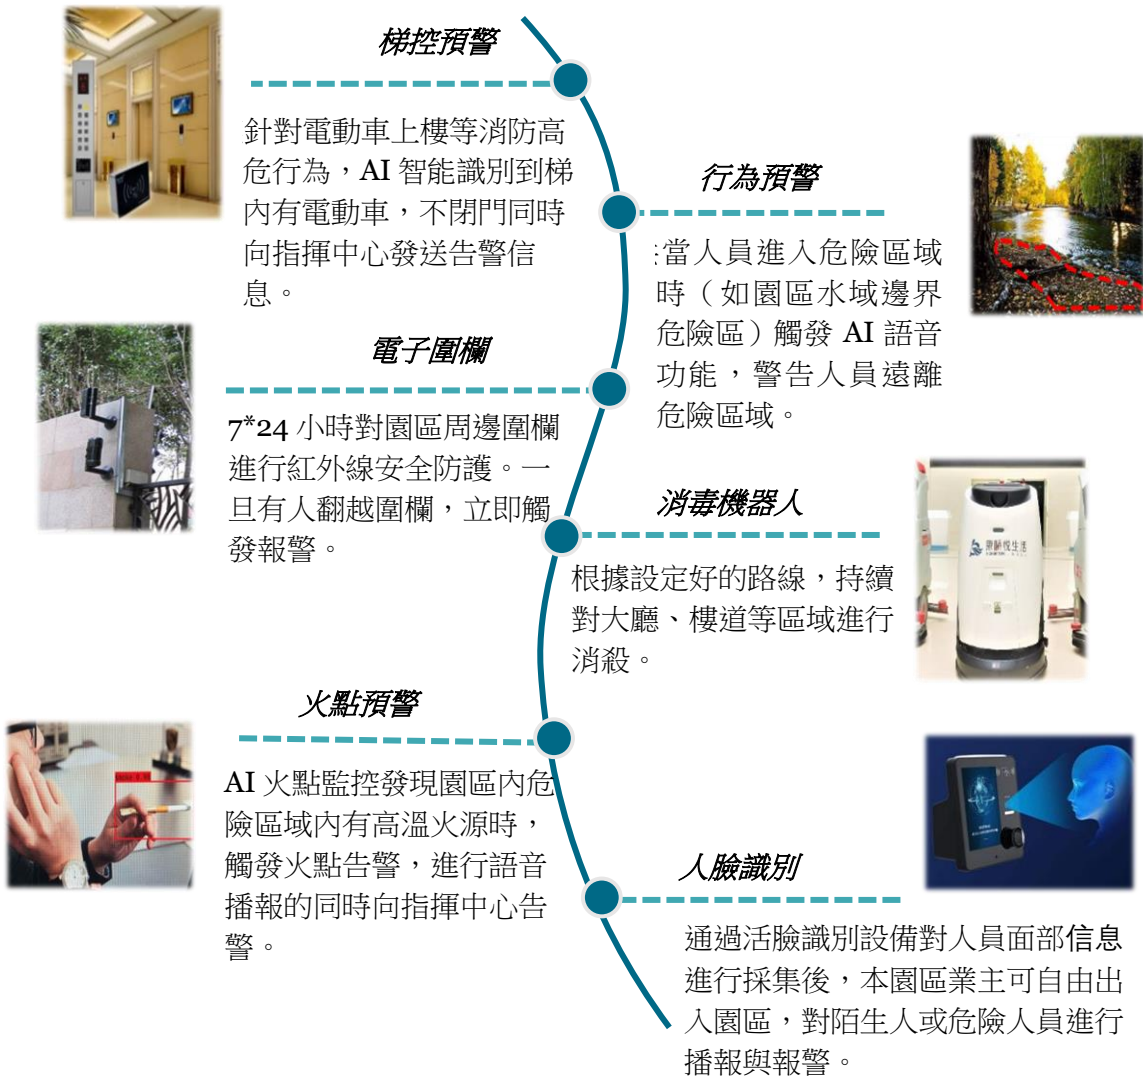 梯控預警
針對電動車上樓等消防高
危行為，AI 智能識別到梯
內有電動車，不閉門同時
向指揮中心發送告警信
息。
行為預警
當人員進入危險區域
時（如園區水域邊界
危險區）觸發 AI 語音
功能，警告人員遠離
危險區域。
電子圍欄
7*24 小時對園區周邊圍欄
進行紅外線安全防護。一
旦有人翻越圍欄，立即觸
發報警。
消毒機器人
根據設定好的路線，持續
對大廳、樓道等區域進行
消殺。
火點預警
AI 火點監控發現園區內危
險區域內有高溫火源時，
觸發火點告警，進行語音
播報的同時向指揮中心告
警。
人臉識別
通過活臉識別設備對人員面部信息
進行採集後，本園區業主可自由出
入園區，對陌生人或危險人員進行
播報與報警。